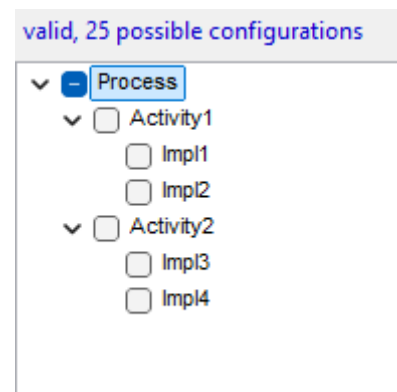 valid, 25 possible configurations
Process
Activity1
Impl1
Impl2
Activity2
Impl3
Impl4